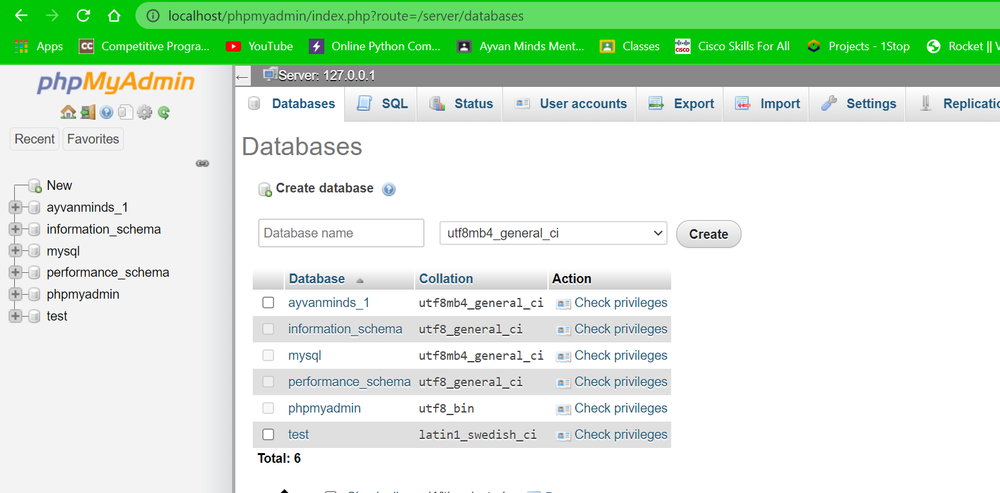 localhost/phpmyadmin/index.php?route=/server/databases
Apps CC Competitive Progra... YouTube Online Python Com... Ayvan Minds Ment... Classes CISCO Cisco Skills For All Projects - 1Stop Rocket || V
phpMyAdmin
Recent Favorites
New
ayvanminds_1
information_schema
mysql
performance_schema
phpmyadmin
test
← Server: 127.0.0.1
Databases SQL Status User accounts Export Import Settings Replicatio
Databases
Create database
Database name utf8mb4_general_ci Create
Database Collation Action
ayvanminds_1 utf8mb4_general_ci Check privileges
information_schema utf8_general_ci Check privileges
mysql utf8mb4_general_ci Check privileges
performance_schema utf8_general_ci Check privileges
phpmyadmin utf8_bin Check privileges
test latin1_swedish_ci Check privileges
Total: 6